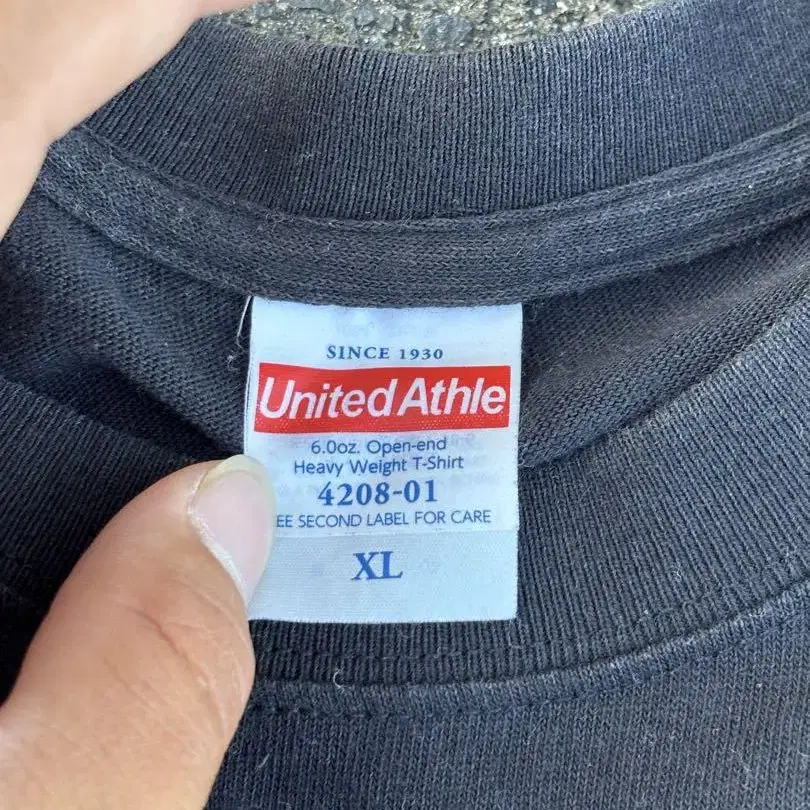 SINCE 1930
United Athle
6.0oz. Open-end
Heavy Weight T-Shirt
4208-01
EE SECOND LABEL FOR CARE
XL